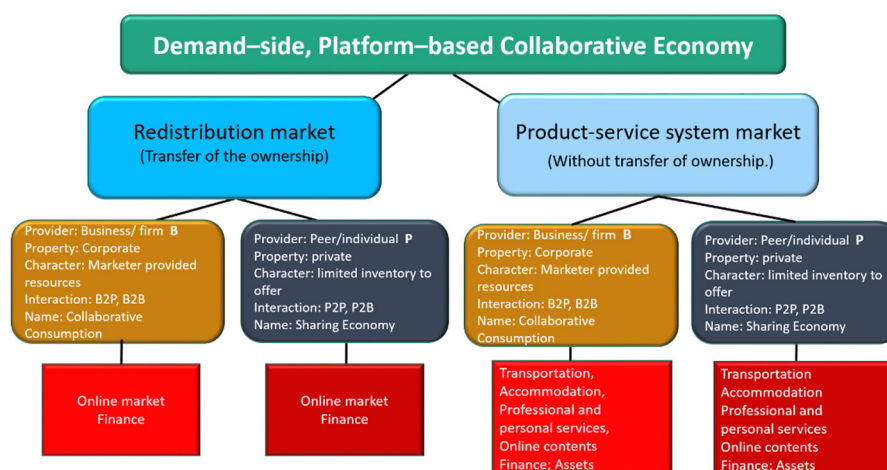 Demand–side, Platform–based Collaborative Economy
Redistribution market
(Transfer of the ownership)
Product-service system market
(Without transfer of ownership.)
Provider: Business/ firm B
Property: Corporate
Character: Marketer provided
resources
Interaction: B2P, B2B
Name: Collaborative
Consumption
Provider: Peer/individual P
Property: private
Character: limited inventory to
offer
Interaction: P2P, P2B
Name: Sharing Economy
Provider: Business/ firm B
Property: Corporate
Character: Marketer provided
resources
Interaction: B2P, B2B
Name: Collaborative
Consumption
Provider: Peer/individual P
Property: private
Character: limited inventory to
offer
Interaction: P2P, P2B
Name: Sharing Economy
Online market
Finance
Online market
Finance
Transportation,
Accommodation,
Professional and
personal services,
Online contents
Finance; Assets
Transportation
Accommodation
Professional and
personal services
Online contents
Finance; Assets